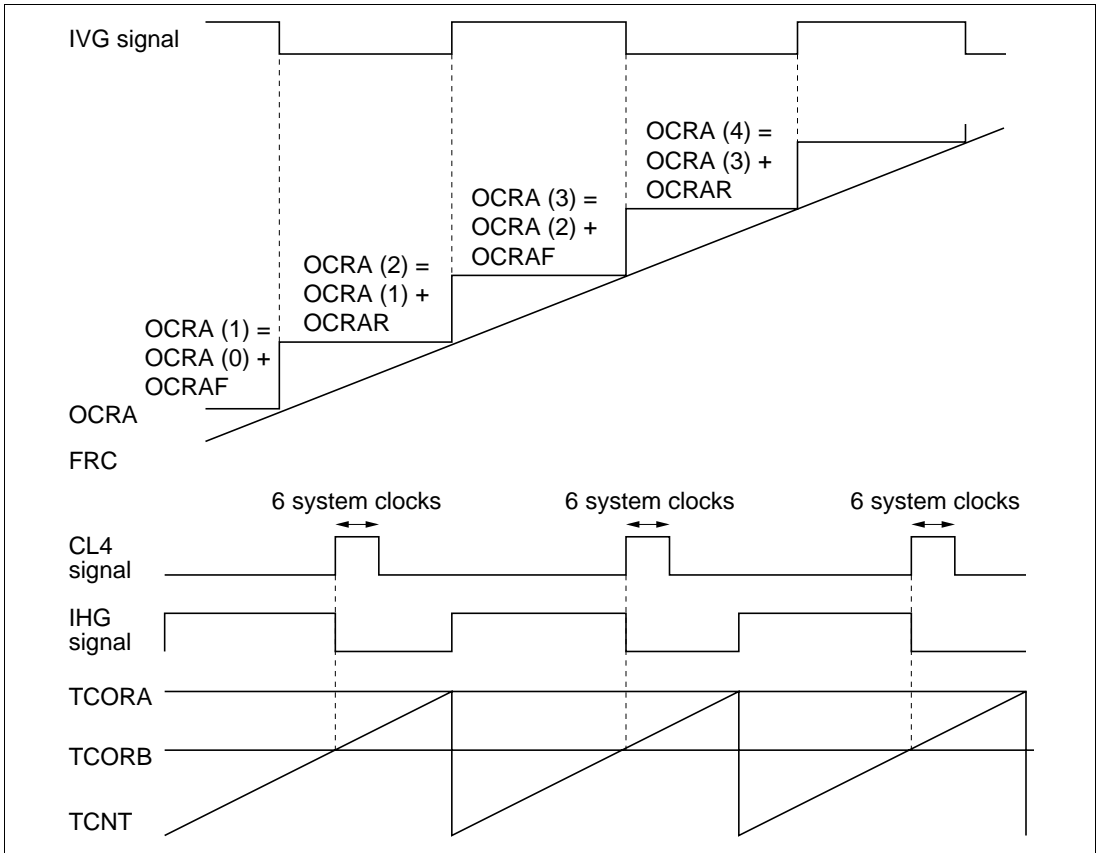 IVG signal
OCRA (4) =
OCRA (3) +
OCRAR
OCRA (3) =
OCRA (2) +
OCRAF
OCRA (2) =
OCRA (1) +
OCRAR
OCRA (1) =
OCRA (0) +
OCRAF
OCRA
FRC
6 system clocks 6 system clocks 6 system clocks
CL4
signal
IHG
signal
TCORA
TCORB
TCNT